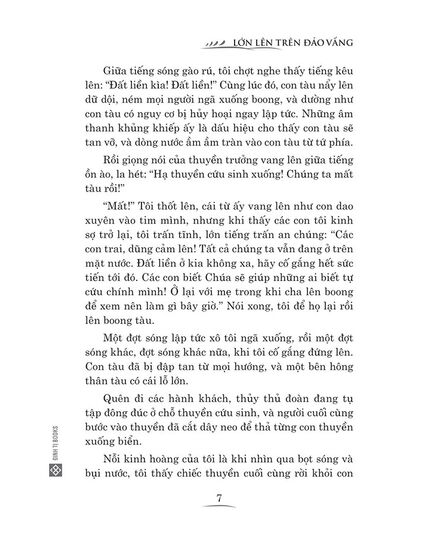 LỚN LÊN TRÊN ĐẢO VẮNG
Giữa tiếng sóng gào rú, tôi chợt nghe thấy tiếng kêu
lên: “Đất liền kìa! Đất liền!” Cùng lúc đó, con tàu nẩy lên
dữ dội, ném mọi người ngã xuống boong, và dường như
con tàu có nguy cơ bị hủy hoại ngay lập tức. Những âm
thanh khủng khiếp ấy là dấu hiệu cho thấy con tàu sẽ
tan vỡ, và dòng nước ầm ầm tràn vào con tàu từ tứ phía.
Rồi giọng nói của thuyền trưởng vang lên giữa tiếng
ồn ào, la hét: “Hạ thuyền cứu sinh xuống! Chúng ta mất
tàu rồi!”
“Mất!” Tôi thốt lên, cái từ ấy vang lên như con dao
xuyên vào tim mình, nhưng khi thấy các con tôi kinh
sợ trở lại, tôi trấn tĩnh, lớn tiếng trấn an chúng: “Các
con trai, dũng cảm lên! Tất cả chúng ta vẫn đang ở trên
mặt nước. Đất liền ở kia không xa, hãy cố gắng hết sức
tiến tới đó. Các con biết Chúa sẽ giúp những ai biết tự
cứu chính mình! Ở lại với mẹ trong khi cha lên boong
để xem nên làm gì bây giờ.” Nói xong, tôi để họ lại rồi
lên boong tàu.
Một đợt sóng lập tức xô tôi ngã xuống, rồi một đợt
sóng khác, đợt sóng khác nữa, khi tôi cố gắng đứng lên.
Con tàu đã bị đập tan từ mọi hướng, và một bên hông
thân tàu có cái lỗ lớn.
Quên đi các hành khách, thủy thủ đoàn đang tụ
tập đông đúc ở chỗ thuyền cứu sinh, và người cuối cùng
bước vào thuyền đã cắt dây neo để thả từng con thuyền
xuống biển.
Nỗi kinh hoàng của tôi là khi nhìn qua bọt sóng và
bụi nước, tôi thấy chiếc thuyền cuối cùng rời khỏi con
ĐINH TỊ BOOKS
7